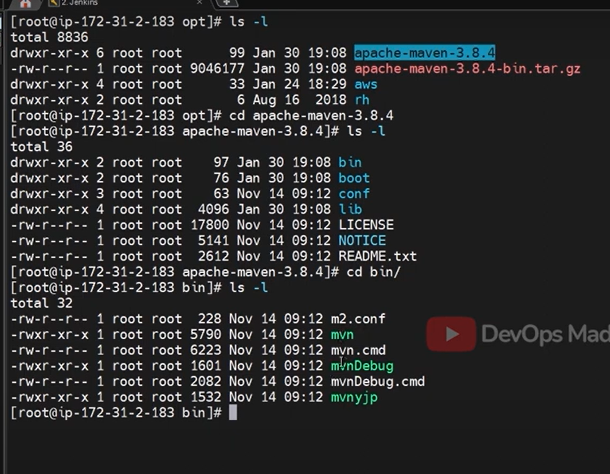 2. Jenkins
[root@ip-172-31-2-183 opt]# ls -l
total 8836
drwxr-xr-x 6 root root      99 Jan 30 19:08 apache-maven-3.8.4
-rw-r--r-- 1 root root 9046177 Jan 30 19:08 apache-maven-3.8.4-bin.tar.gz
drwxr-xr-x 4 root root      33 Jan 24 18:29 aws
drwxr-xr-x 2 root root       6 Aug 16  2018 rh
[root@ip-172-31-2-183 opt]# cd apache-maven-3.8.4
[root@ip-172-31-2-183 apache-maven-3.8.4]# ls -l
total 36
drwxr-xr-x 2 root root    97 Jan 30 19:08 bin
drwxr-xr-x 2 root root    76 Jan 30 19:08 boot
drwxr-xr-x 3 root root    63 Nov 14 09:12 conf
drwxr-xr-x 4 root root  4096 Jan 30 19:08 lib
-rw-r--r-- 1 root root 17800 Nov 14 09:12 LICENSE
-rw-r--r-- 1 root root  5141 Nov 14 09:12 NOTICE
-rw-r--r-- 1 root root  2612 Nov 14 09:12 README.txt
[root@ip-172-31-2-183 apache-maven-3.8.4]# cd bin/
[root@ip-172-31-2-183 bin]# ls -l
total 32
-rw-r--r-- 1 root root  228 Nov 14 09:12 m2.conf
-rwxr-xr-x 1 root root 5790 Nov 14 09:12 mvn
-rw-r--r-- 1 root root 6223 Nov 14 09:12 mvn.cmd
-rwxr-xr-x 1 root root 1601 Nov 14 09:12 mvnDebug
-rw-r--r-- 1 root root 2082 Nov 14 09:12 mvnDebug.cmd
-rwxr-xr-x 1 root root 1532 Nov 14 09:12 mvnyjp
[root@ip-172-31-2-183 bin]#
DevOps Mad